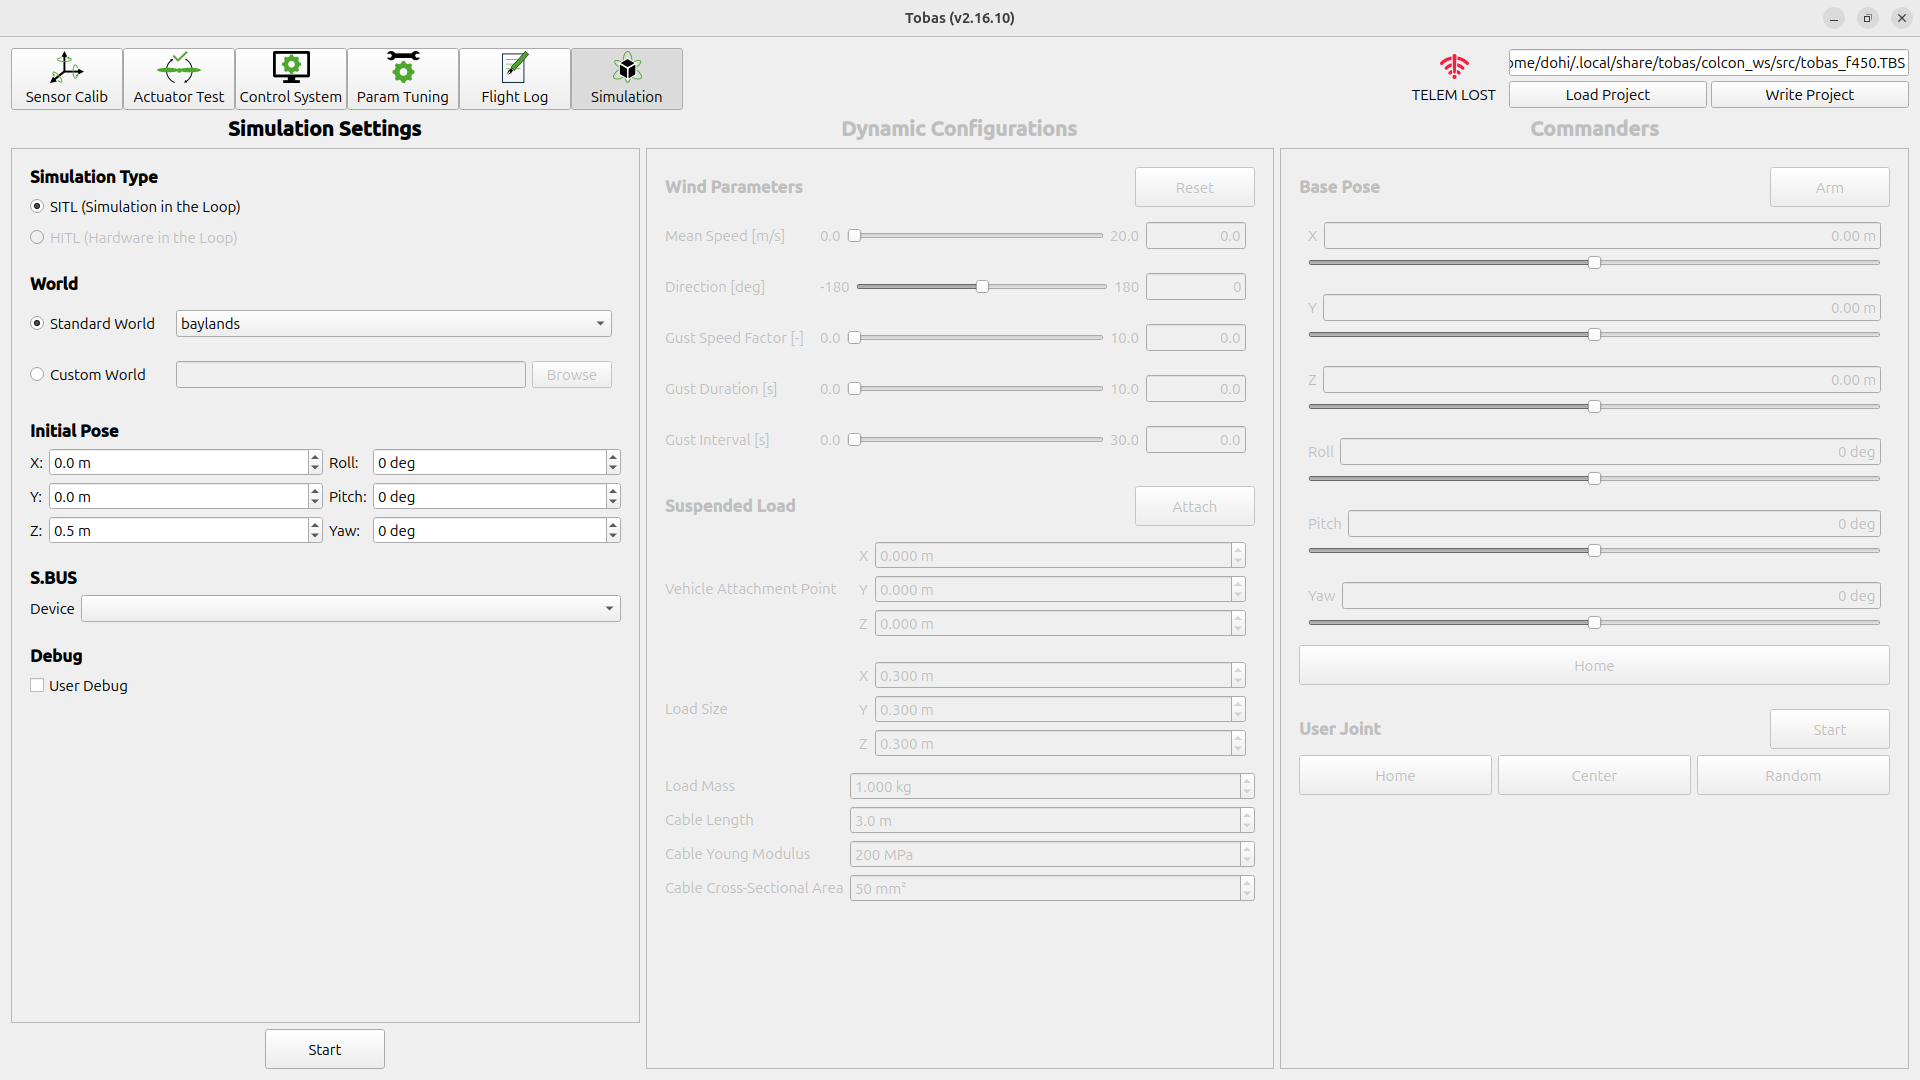 Tobas (v2.16.10)
Sensor Calib
Actuator Test
Control System
Param Tuning
Flight Log
Simulation
TELEM LOST
ome/dohi/.local/share/tobas/colcon_ws/src/tobas_f450.TBS
Load Project
Write Project
Simulation Settings
Simulation Type
SITL (Simulation in the Loop)
HITL (Hardware in the Loop)
World
Standard World
baylands
Custom World
Browse
Initial Pose
X: 0.0 m Roll: 0 deg
Y: 0.0 m Pitch: 0 deg
Z: 0.5 m Yaw: 0 deg
S.BUS
Device
Debug
User Debug
Start
Dynamic Configurations
Wind Parameters
Reset
Mean Speed [m/s] 0.0 20.0 0.0
Direction [deg] -180 180 0
Gust Speed Factor [-] 0.0 10.0 0.0
Gust Duration [s] 0.0 10.0 0.0
Gust Interval [s] 0.0 30.0 0.0
Suspended Load
Attach
Vehicle Attachment Point
X 0.000 m
Y 0.000 m
Z 0.000 m
Load Size
X 0.300 m
Y 0.300 m
Z 0.300 m
Load Mass 1.000 kg
Cable Length 3.0 m
Cable Young Modulus 200 MPa
Cable Cross-Sectional Area 50 mm²
Commanders
Base Pose
Arm
X 0.00 m
Y 0.00 m
Z 0.00 m
Roll 0 deg
Pitch 0 deg
Yaw 0 deg
Home
User Joint
Start
Home
Center
Random